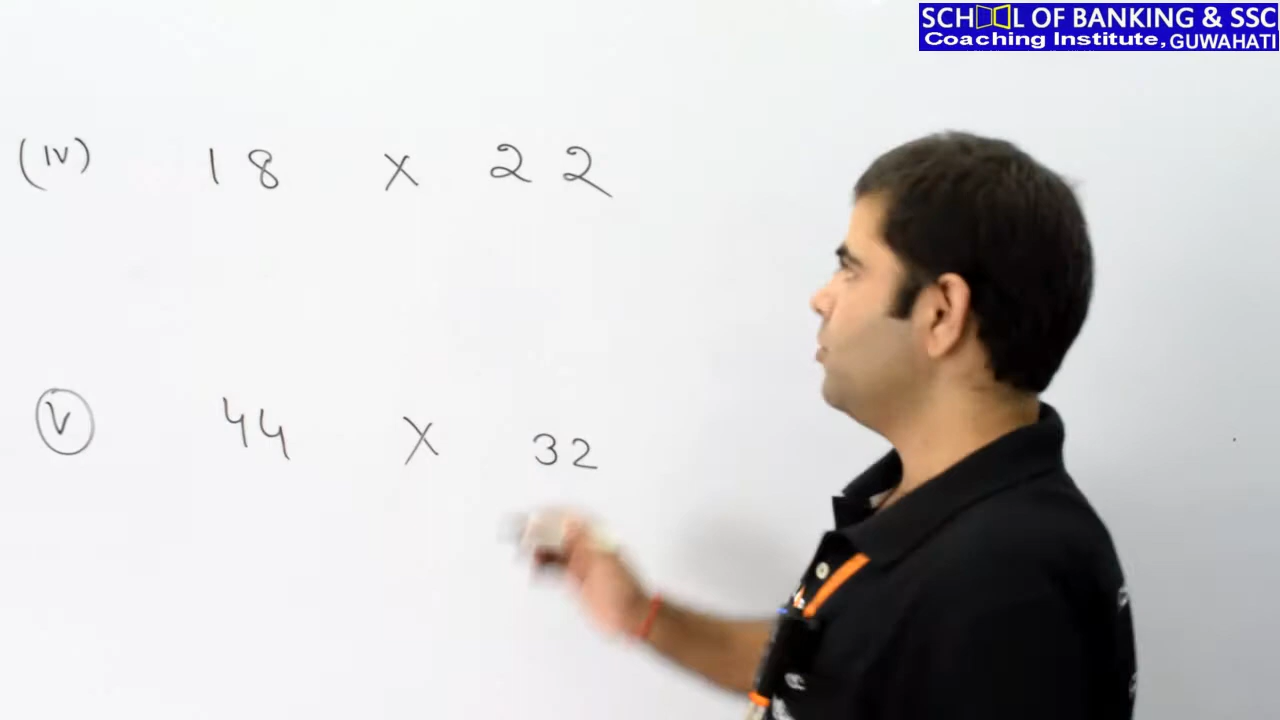 SCHOOL OF BANKING & SSC
Coaching Institute, GUWAHATI
(IV) 18 X 22
V 44 X 32